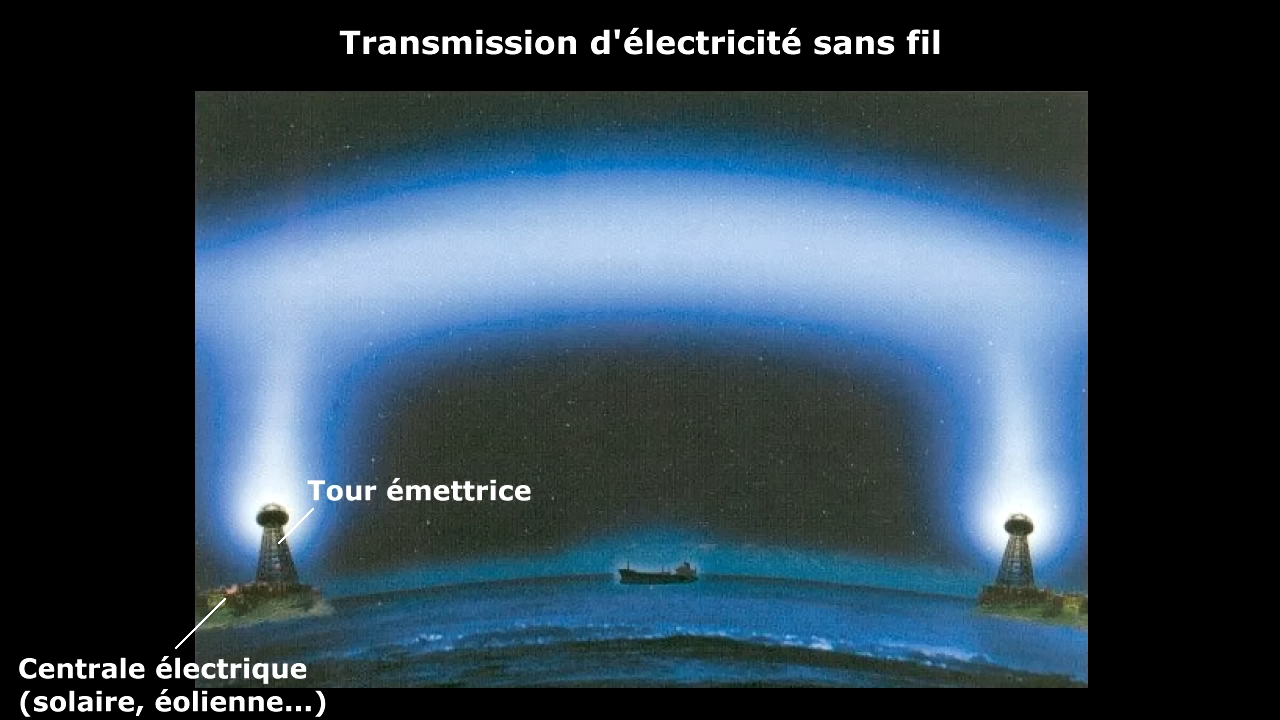 Transmission d'électricité sans fil
Tour émettrice
Centrale électrique
(solaire, éolienne...)